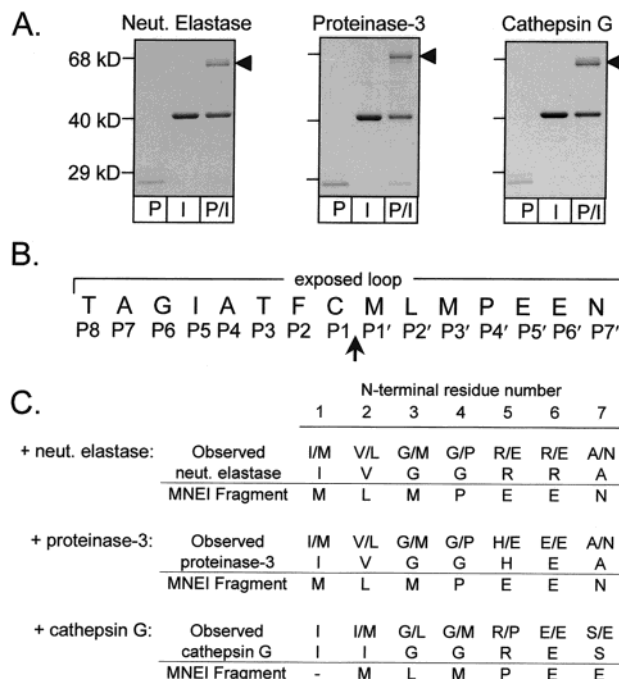 A.
Neut. Elastase Proteinase-3 Cathepsin G
68 kD
40 kD
29 kD
P I P/I P I P/I P I P/I
B.
exposed loop
T A G I A T F C M L M P E E N
P8 P7 P6 P5 P4 P3 P2 P1 P1′ P2′ P3′ P4′ P5′ P6′ P7′
C.
N-terminal residue number
1 2 3 4 5 6 7
+ neut. elastase: Observed I/M V/L G/M G/P R/E R/E A/N
neut. elastase I V G G R R A
MNEI Fragment M L M P E E N
+ proteinase-3: Observed I/M V/L G/M G/P H/E E/E A/N
proteinase-3 I V G G H E A
MNEI Fragment M L M P E E N
+ cathepsin G: Observed I I/M G/L G/M R/P E/E S/E
cathepsin G I I G G R E S
MNEI Fragment - M L M P E E